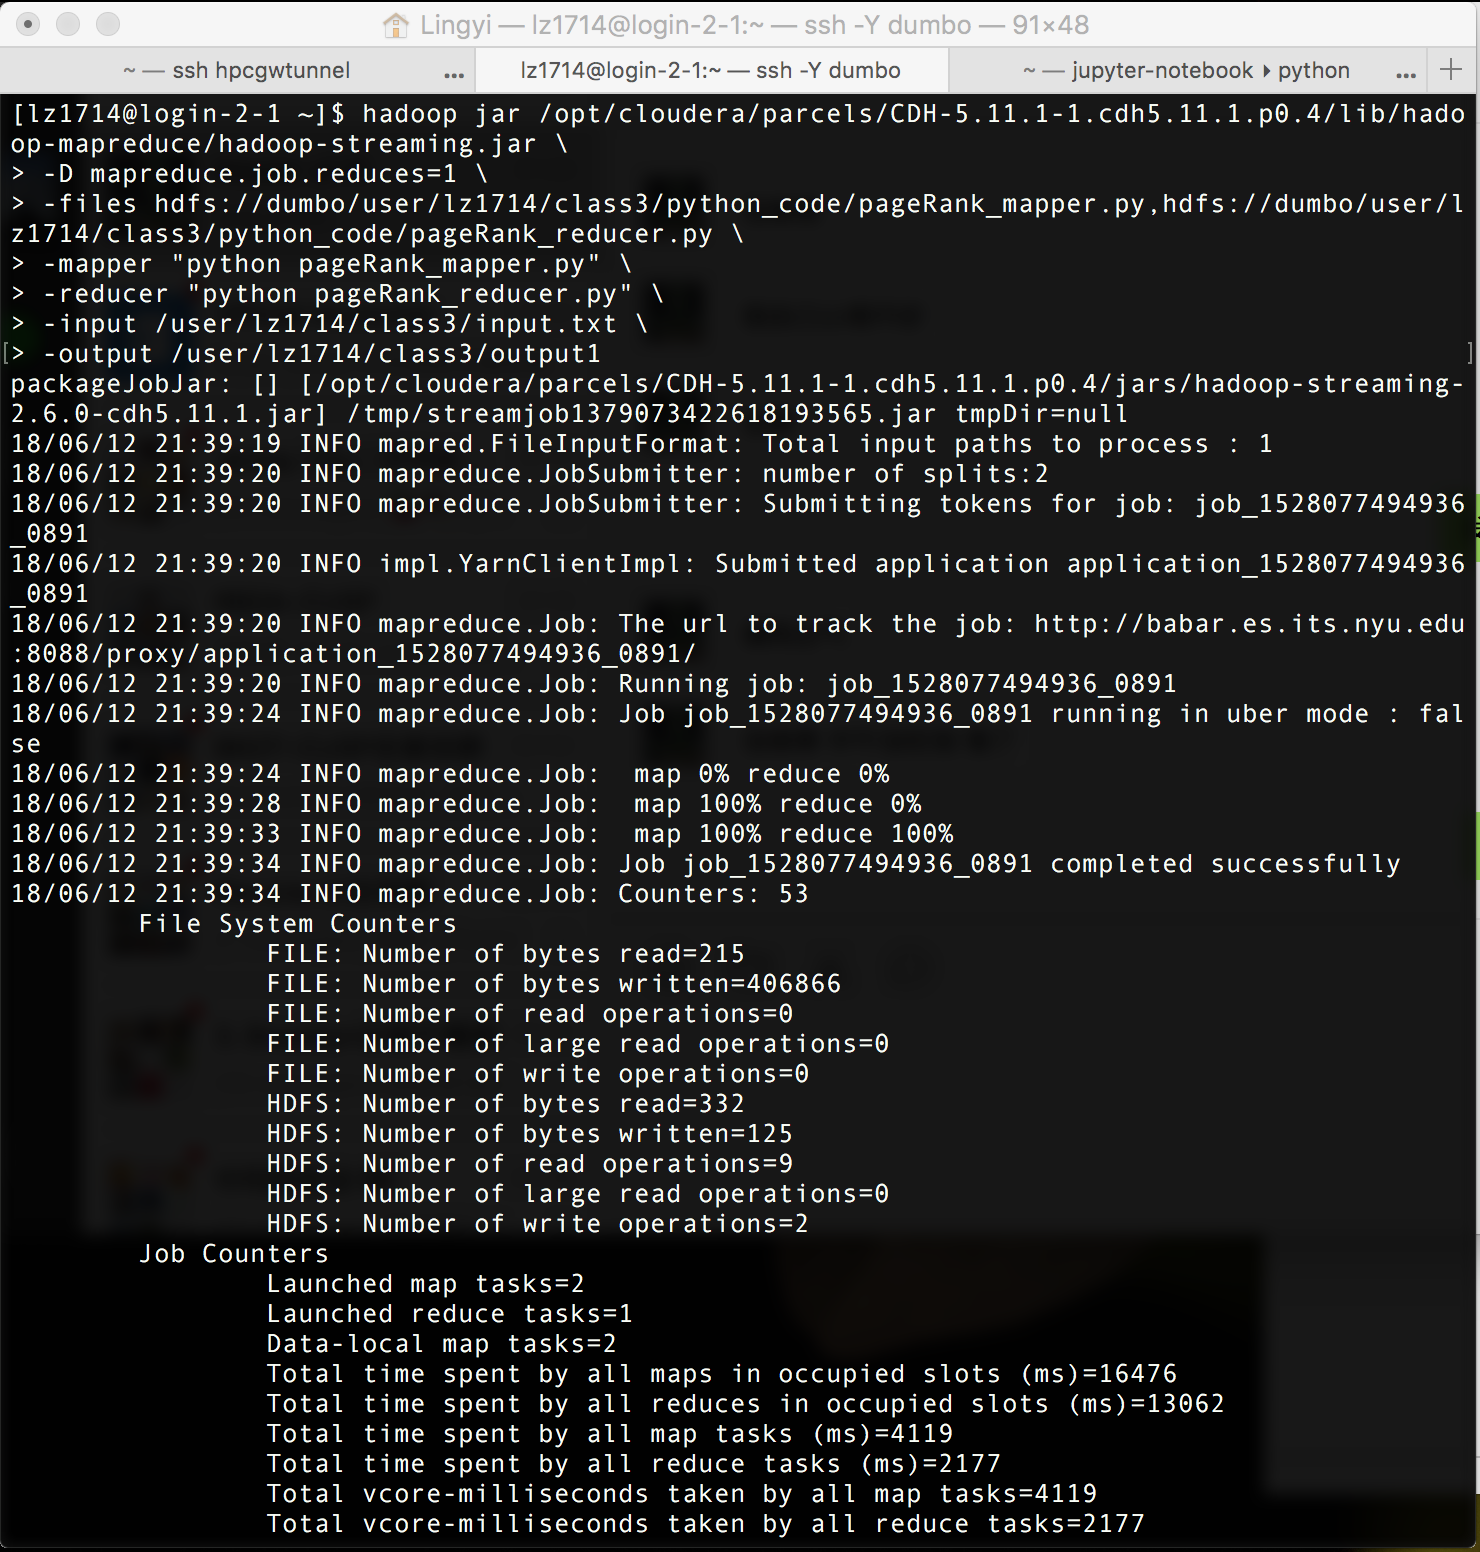 Lingyi — lz1714@login-2-1:~ — ssh -Y dumbo — 91×48
~ — ssh hpcgwtunnel ... lz1714@login-2-1:~ — ssh -Y dumbo ~ — jupyter-notebook ▸ python ... +
[lz1714@login-2-1 ~]$ hadoop jar /opt/cloudera/parcels/CDH-5.11.1-1.cdh5.11.1.p0.4/lib/hado
op-mapreduce/hadoop-streaming.jar \
> -D mapreduce.job.reduces=1 \
> -files hdfs://dumbo/user/lz1714/class3/python_code/pageRank_mapper.py,hdfs://dumbo/user/l
z1714/class3/python_code/pageRank_reducer.py \
> -mapper "python pageRank_mapper.py" \
> -reducer "python pageRank_reducer.py" \
> -input /user/lz1714/class3/input.txt \
[> -output /user/lz1714/class3/output1 ]
packageJobJar: [] [/opt/cloudera/parcels/CDH-5.11.1-1.cdh5.11.1.p0.4/jars/hadoop-streaming-
2.6.0-cdh5.11.1.jar] /tmp/streamjob1379073422618193565.jar tmpDir=null
18/06/12 21:39:19 INFO mapred.FileInputFormat: Total input paths to process : 1
18/06/12 21:39:20 INFO mapreduce.JobSubmitter: number of splits:2
18/06/12 21:39:20 INFO mapreduce.JobSubmitter: Submitting tokens for job: job_1528077494936
_0891
18/06/12 21:39:20 INFO impl.YarnClientImpl: Submitted application application_1528077494936
_0891
18/06/12 21:39:20 INFO mapreduce.Job: The url to track the job: http://babar.es.its.nyu.edu
:8088/proxy/application_1528077494936_0891/
18/06/12 21:39:20 INFO mapreduce.Job: Running job: job_1528077494936_0891
18/06/12 21:39:24 INFO mapreduce.Job: Job job_1528077494936_0891 running in uber mode : fal
se
18/06/12 21:39:24 INFO mapreduce.Job:  map 0% reduce 0%
18/06/12 21:39:28 INFO mapreduce.Job:  map 100% reduce 0%
18/06/12 21:39:33 INFO mapreduce.Job:  map 100% reduce 100%
18/06/12 21:39:34 INFO mapreduce.Job: Job job_1528077494936_0891 completed successfully
18/06/12 21:39:34 INFO mapreduce.Job: Counters: 53
File System Counters
FILE: Number of bytes read=215
FILE: Number of bytes written=406866
FILE: Number of read operations=0
FILE: Number of large read operations=0
FILE: Number of write operations=0
HDFS: Number of bytes read=332
HDFS: Number of bytes written=125
HDFS: Number of read operations=9
HDFS: Number of large read operations=0
HDFS: Number of write operations=2
Job Counters
Launched map tasks=2
Launched reduce tasks=1
Data-local map tasks=2
Total time spent by all maps in occupied slots (ms)=16476
Total time spent by all reduces in occupied slots (ms)=13062
Total time spent by all map tasks (ms)=4119
Total time spent by all reduce tasks (ms)=2177
Total vcore-milliseconds taken by all map tasks=4119
Total vcore-milliseconds taken by all reduce tasks=2177